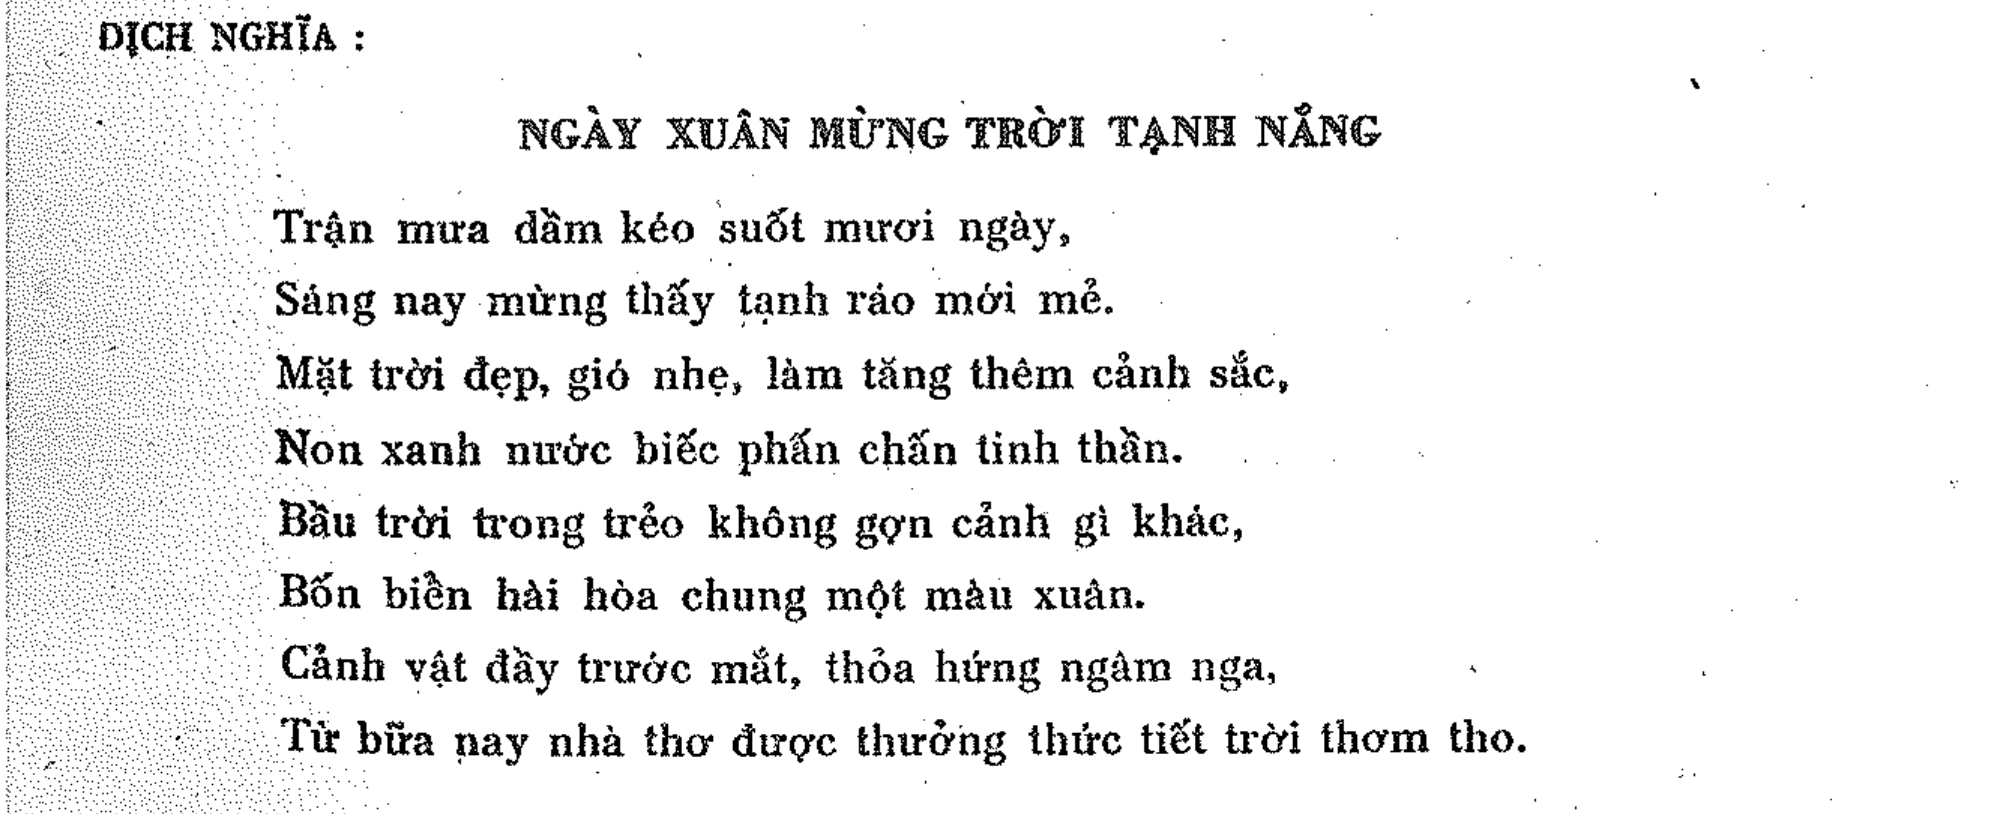 DỊCH NGHĨA :
NGÀY XUÂN MỪNG TRỜI TẠNH NẮNG
Trận mưa dầm kéo suốt mươi ngày,
Sáng nay mừng thấy tạnh ráo mới mẻ.
Mặt trời đẹp, gió nhẹ, làm tăng thêm cảnh sắc,
Non xanh nước biếc phấn chấn tinh thần.
Bầu trời trong trẻo không gợn cảnh gì khác,
Bốn biển hài hòa chung một màu xuân.
Cảnh vật đầy trước mắt, thỏa hứng ngâm nga,
Từ bữa nay nhà thơ được thưởng thức tiết trời thơm tho.